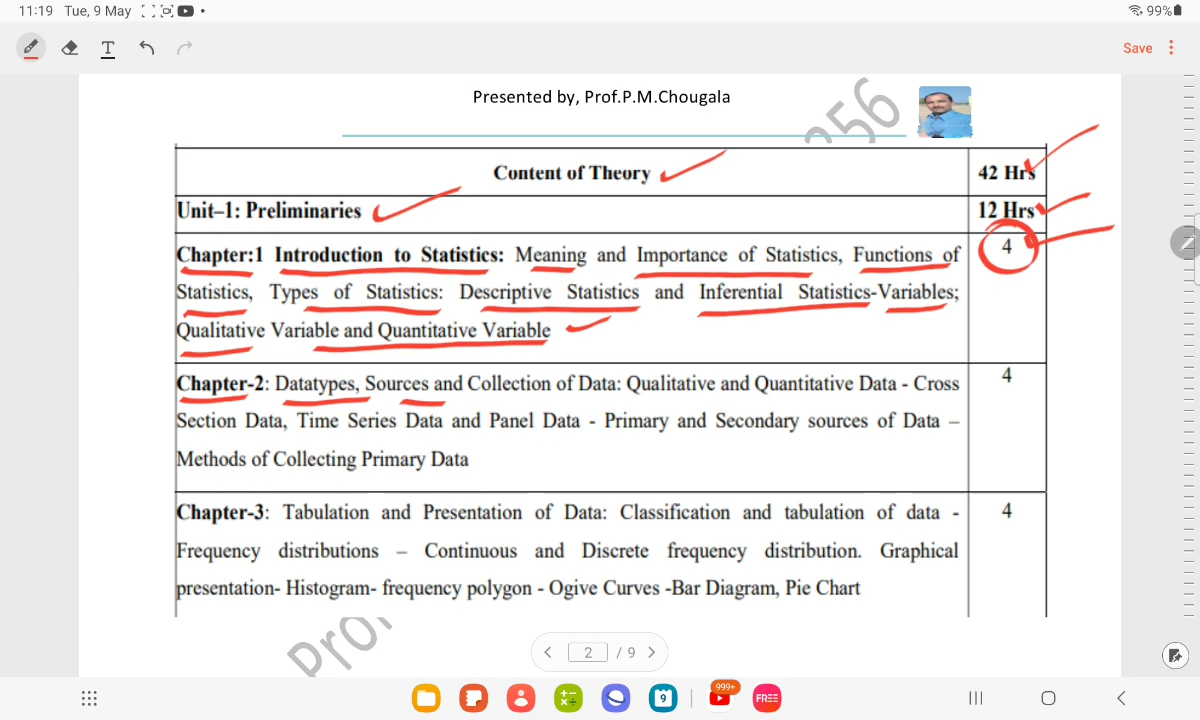 11:19 Tue, 9 May
99%
T
Save
Presented by, Prof.P.M.Chougala
Content of Theory
42 Hrs
Unit–1: Preliminaries
12 Hrs
Chapter:1 Introduction to Statistics: Meaning and Importance of Statistics, Functions of
4
Statistics, Types of Statistics: Descriptive Statistics and Inferential Statistics-Variables;
Qualitative Variable and Quantitative Variable
Chapter-2: Datatypes, Sources and Collection of Data: Qualitative and Quantitative Data - Cross
4
Section Data, Time Series Data and Panel Data - Primary and Secondary sources of Data –
Methods of Collecting Primary Data
Chapter-3: Tabulation and Presentation of Data: Classification and tabulation of data -
4
Frequency distributions – Continuous and Discrete frequency distribution. Graphical
presentation- Histogram- frequency polygon - Ogive Curves -Bar Diagram, Pie Chart
Prof
2 / 9
9
999+
FREE